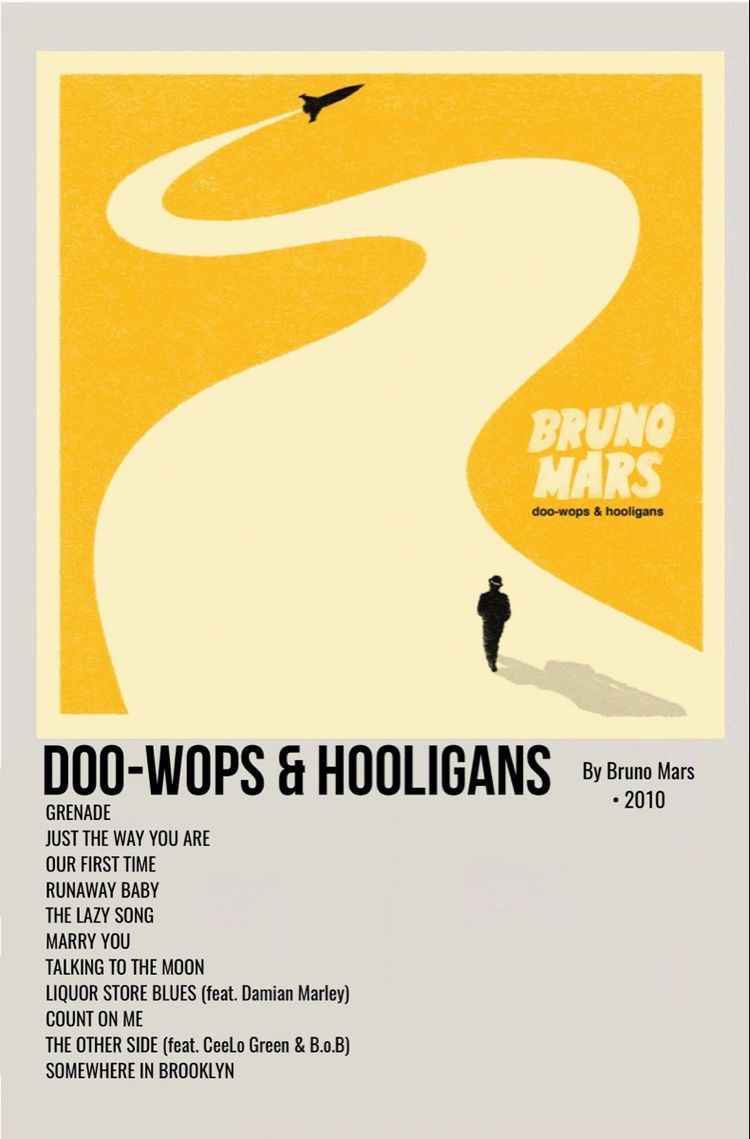 BRUNO
MARS
doo-wops & hooligans
DOO-WOPS & HOOLIGANS
By Bruno Mars
• 2010
GRENADE
JUST THE WAY YOU ARE
OUR FIRST TIME
RUNAWAY BABY
THE LAZY SONG
MARRY YOU
TALKING TO THE MOON
LIQUOR STORE BLUES (feat. Damian Marley)
COUNT ON ME
THE OTHER SIDE (feat. CeeLo Green & B.o.B)
SOMEWHERE IN BROOKLYN